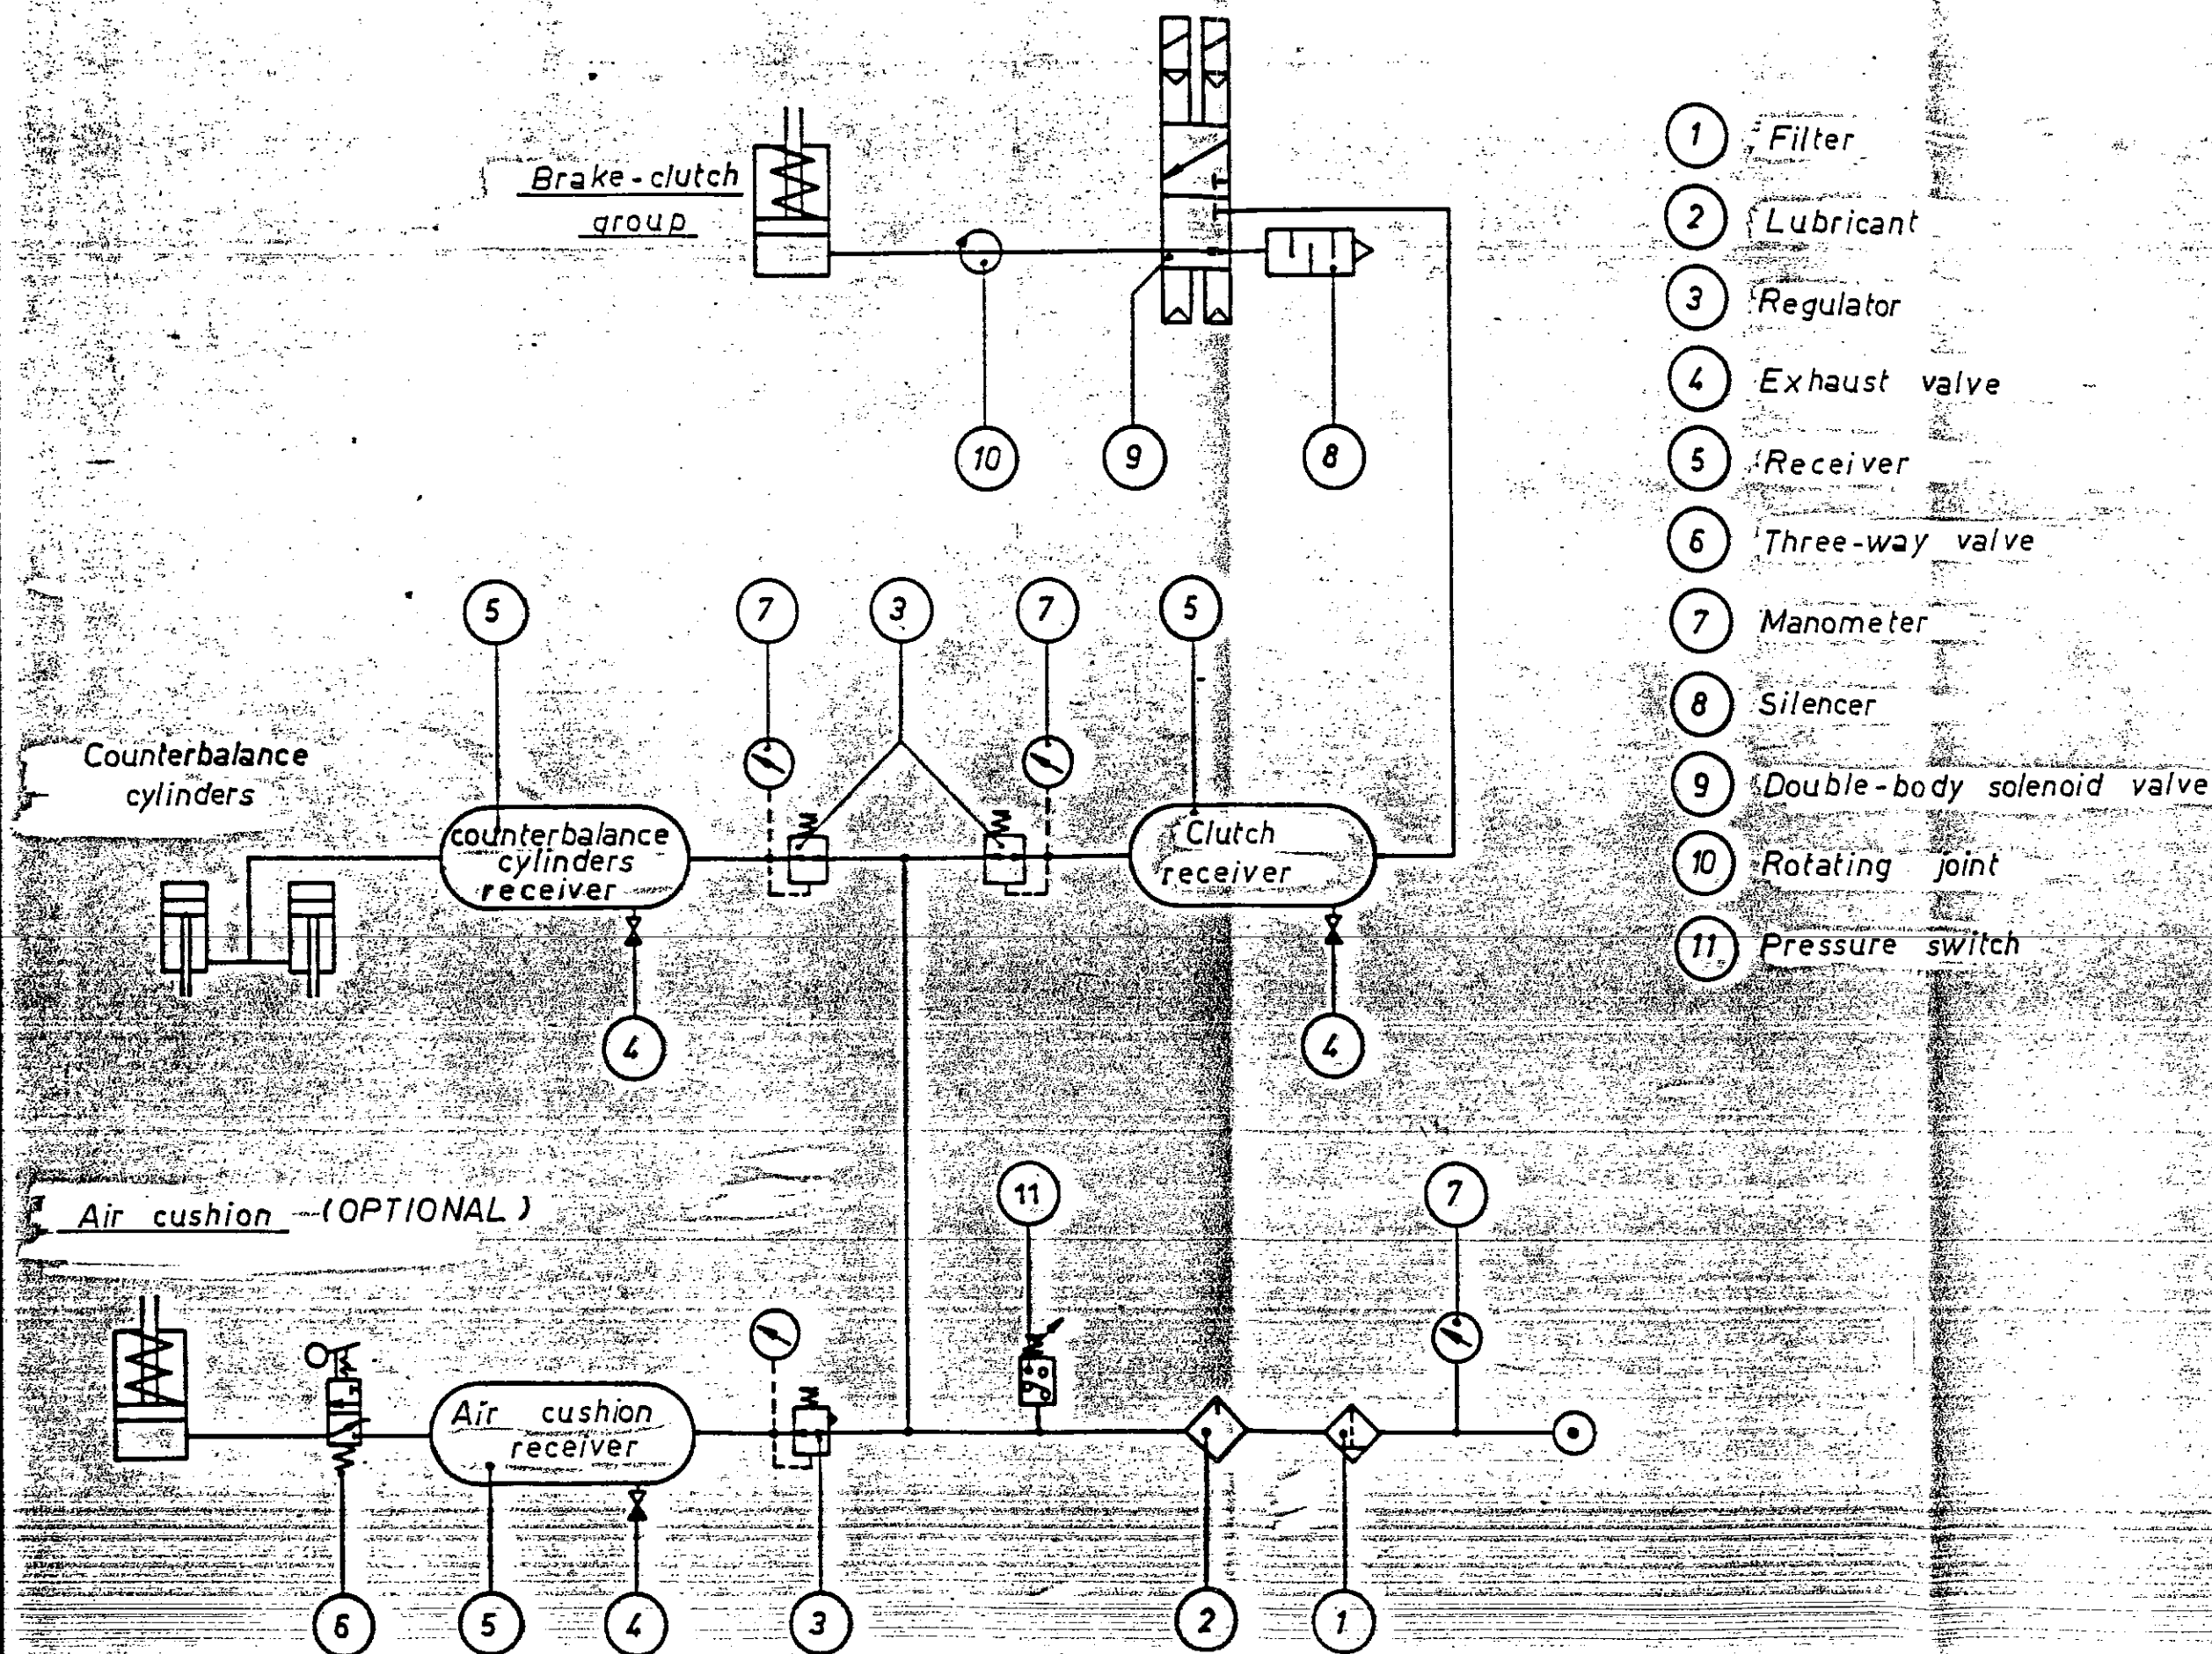 Brake-clutch
group
10
9
8
5
7
3
7
5
Counterbalance
cylinders
counterbalance
cylinders
receiver
Clutch
receiver
4
4
Air cushion (OPTIONAL)
11
7
Air cushion
receiver
6
5
4
3
2
1
1 Filter
2 Lubricant
3 Regulator
4 Exhaust valve
5 Receiver
6 Three-way valve
7 Manometer
8 Silencer
9 Double-body solenoid valve
10 Rotating joint
11 Pressure switch